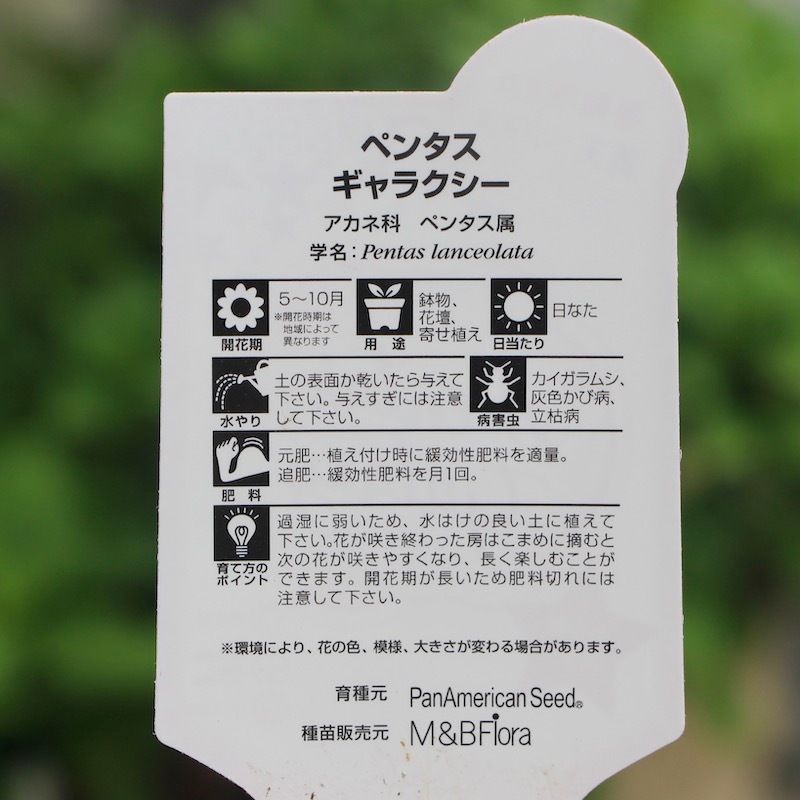 ペンタス
ギャラクシー
アカネ科　ペンタス属
学名：Pentas lanceolata
開花期
5〜10月
※開花時期は
地域によって
異なります
用途
鉢物、
花壇、
寄せ植え
日当たり
日なた
水やり
土の表面が乾いたら与えて
下さい。与えすぎには注意
して下さい。
病害虫
カイガラムシ、
灰色かび病、
立枯病
肥料
元肥…植え付け時に緩効性肥料を適量。
追肥…緩効性肥料を月1回。
育て方の
ポイント
過湿に弱いため、水はけの良い土に植えて
下さい。花が咲き終わった房はこまめに摘むと
次の花が咲きやすくなり、長く楽しむことが
できます。開花期が長いため肥料切れには
注意して下さい。
※環境により、花の色、模様、大きさが変わる場合があります。
育種元　PanAmerican Seed®
種苗販売元　M&BFlora